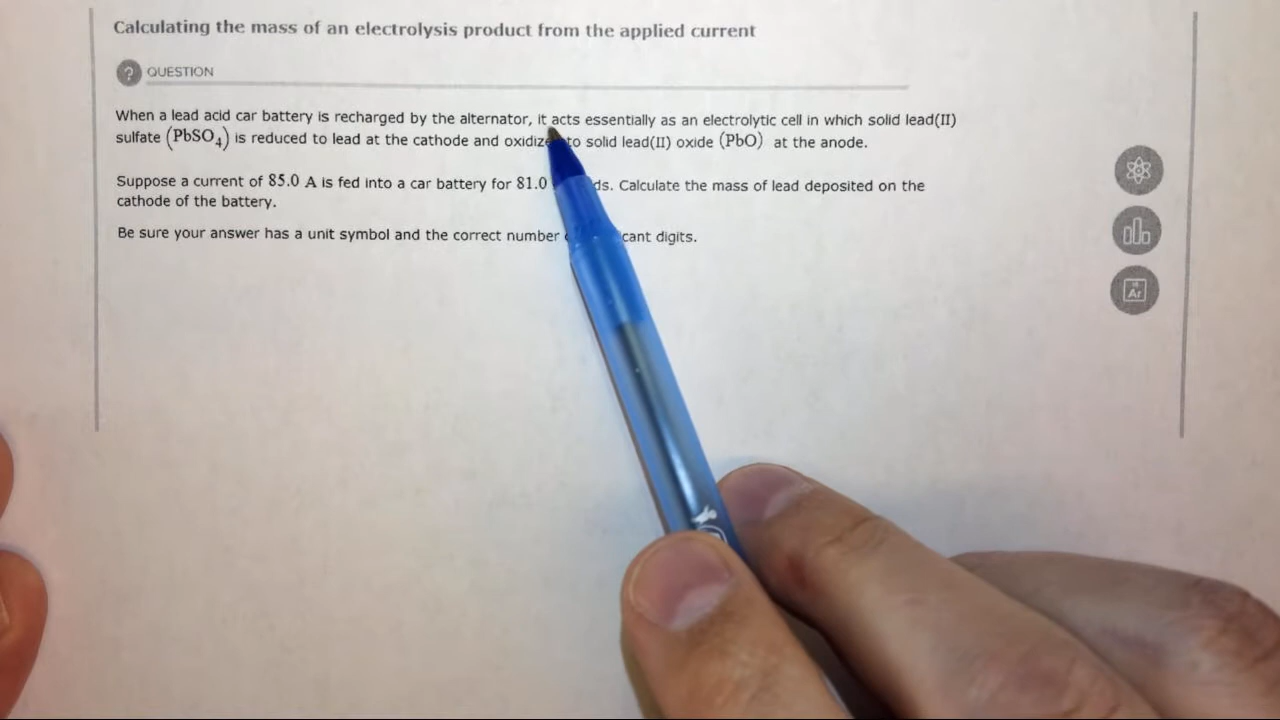 Calculating the mass of an electrolysis product from the applied current
? QUESTION
When a lead acid car battery is recharged by the alternator, it acts essentially as an electrolytic cell in which solid lead(II)
sulfate (PbSO4) is reduced to lead at the cathode and to solid lead(II) oxide (PbO) at the anode.
Suppose a current of 85.0 A is fed into a car battery for 81.0 Calculate the mass of lead deposited on the
cathode of the battery.
Be sure your answer has a unit symbol and the correct number digits.
Ar